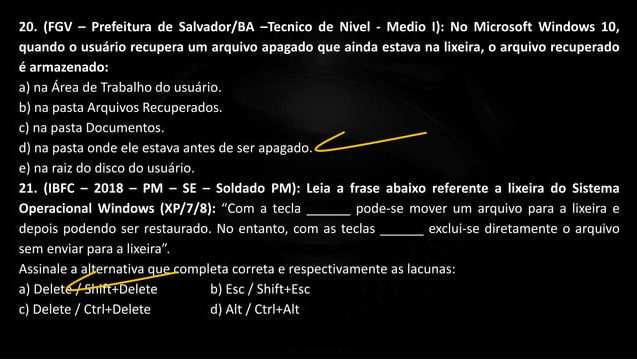 20. (FGV – Prefeitura de Salvador/BA –Tecnico de Nivel - Medio I): No Microsoft Windows 10,
quando o usuário recupera um arquivo apagado que ainda estava na lixeira, o arquivo recuperado
é armazenado:
a) na Área de Trabalho do usuário.
b) na pasta Arquivos Recuperados.
c) na pasta Documentos.
d) na pasta onde ele estava antes de ser apagado.
e) na raiz do disco do usuário.
21. (IBFC – 2018 – PM – SE – Soldado PM): Leia a frase abaixo referente a lixeira do Sistema
Operacional Windows (XP/7/8): “Com a tecla ______ pode-se mover um arquivo para a lixeira e
depois podendo ser restaurado. No entanto, com as teclas ______ exclui-se diretamente o arquivo
sem enviar para a lixeira”.
Assinale a alternativa que completa correta e respectivamente as lacunas:
a) Delete / Shift+Delete b) Esc / Shift+Esc
c) Delete / Ctrl+Delete d) Alt / Ctrl+Alt